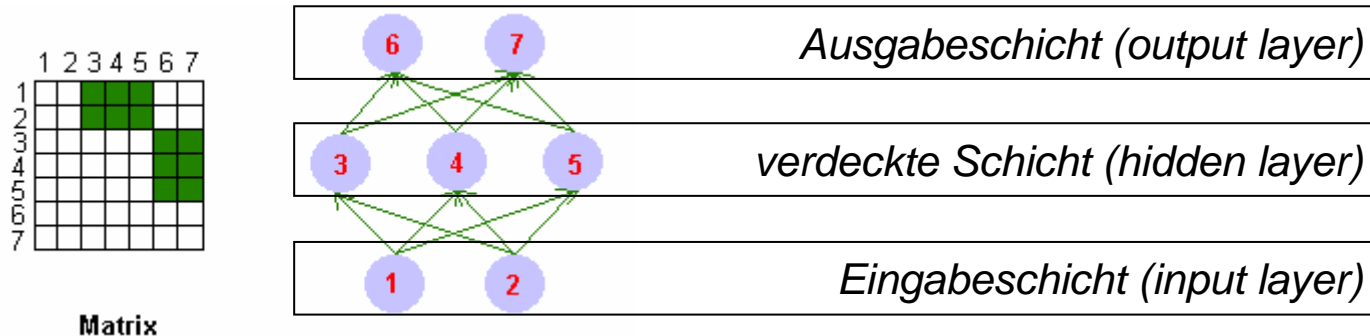 1 2 3 4 5 6 7
1
2
3
4
5
6
7
Matrix
6 7
Ausgabeschicht (output layer)
3 4 5
verdeckte Schicht (hidden layer)
1 2
Eingabeschicht (input layer)